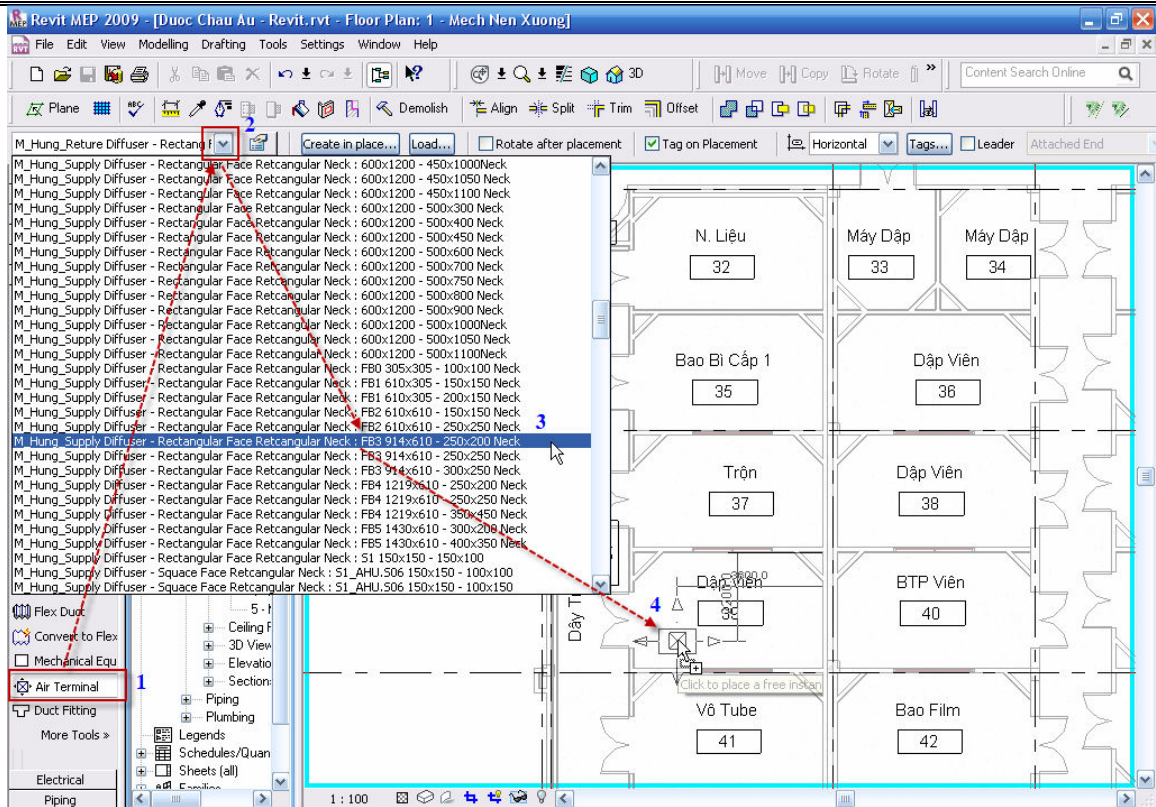 Revit MEP 2009 - [Duoc Chau Au - Revit.rvt - Floor Plan: 1 - Mech Nen Xuong]
File Edit View Modelling Drafting Tools Settings Window Help
3D Move Copy Rotate » Content Search Online
Plane Demolish Align Split Trim Offset
2
M_Hung_Reture Diffuser - Rectang Create in place... Load... Rotate after placement Tag on Placement Horizontal Tags... Leader Attached End
M_Hung_Supply Diffuser - Rectangular Face Retcangular Neck : 600x1200 - 450x1000Neck
M_Hung_Supply Diffuser - Rectangular Face Retcangular Neck : 600x1200 - 450x1050 Neck
M_Hung_Supply Diffuser - Rectangular Face Retcangular Neck : 600x1200 - 450x1100 Neck
M_Hung_Supply Diffuser - Rectangular Face Retcangular Neck : 600x1200 - 500x300 Neck
M_Hung_Supply Diffuser - Rectangular Face Retcangular Neck : 600x1200 - 500x400 Neck
M_Hung_Supply Diffuser - Rectangular Face Retcangular Neck : 600x1200 - 500x450 Neck
M_Hung_Supply Diffuser - Rectangular Face Retcangular Neck : 600x1200 - 500x600 Neck
M_Hung_Supply Diffuser - Rectangular Face Retcangular Neck : 600x1200 - 500x700 Neck
M_Hung_Supply Diffuser - Rectangular Face Retcangular Neck : 600x1200 - 500x750 Neck
M_Hung_Supply Diffuser - Rectangular Face Retcangular Neck : 600x1200 - 500x800 Neck
M_Hung_Supply Diffuser - Rectangular Face Retcangular Neck : 600x1200 - 500x900 Neck
M_Hung_Supply Diffuser - Rectangular Face Retcangular Neck : 600x1200 - 500x1000Neck
M_Hung_Supply Diffuser - Rectangular Face Retcangular Neck : 600x1200 - 500x1050 Neck
M_Hung_Supply Diffuser - Rectangular Face Retcangular Neck : 600x1200 - 500x1100Neck
M_Hung_Supply Diffuser - Rectangular Face Retcangular Neck : FB0 305x305 - 100x100 Neck
M_Hung_Supply Diffuser - Rectangular Face Retcangular Neck : FB1 610x305 - 150x150 Neck
M_Hung_Supply Diffuser - Rectangular Face Retcangular Neck : FB1 610x305 - 200x150 Neck
M_Hung_Supply Diffuser - Rectangular Face Retcangular Neck : FB2 610x610 - 150x150 Neck
M_Hung_Supply Diffuser - Rectangular Face Retcangular Neck : FB2 610x610 - 250x250 Neck
M_Hung_Supply Diffuser - Rectangular Face Retcangular Neck : FB3 914x610 - 250x200 Neck
M_Hung_Supply Diffuser - Rectangular Face Retcangular Neck : FB3 914x610 - 250x250 Neck
M_Hung_Supply Diffuser - Rectangular Face Retcangular Neck : FB3 914x610 - 300x250 Neck
M_Hung_Supply Diffuser - Rectangular Face Retcangular Neck : FB4 1219x610 - 250x200 Neck
M_Hung_Supply Diffuser - Rectangular Face Retcangular Neck : FB4 1219x610 - 250x250 Neck
M_Hung_Supply Diffuser - Rectangular Face Retcangular Neck : FB4 1219x610 - 350x450 Neck
M_Hung_Supply Diffuser - Rectangular Face Retcangular Neck : FB5 1430x610 - 300x200 Neck
M_Hung_Supply Diffuser - Rectangular Face Retcangular Neck : FB5 1430x610 - 400x350 Neck
M_Hung_Supply Diffuser - Rectangular Face Retcangular Neck : S1 150x150 - 150x100
M_Hung_Supply Diffuser - Square Face Retcangular Neck : S1_AHU.S06 150x150 - 100x100
M_Hung_Supply Diffuser - Square Face Retcangular Neck : S1_AHU.S06 150x150 - 100x150
3
N. Liệu Máy Dập Máy Dập
32 33 34
Bao Bì Cấp 1 Dập Viên
35 36
Trộn Dập Viên
37 38
Dập Viên BTP Viên
39 40
4
Click to place a free instan
Vô Tube Bao Film
41 42
Flex Duct
Convert to Flex
Mechanical Equ
Air Terminal 1
Duct Fitting
More Tools »
Electrical
Piping
Ceiling F
3D View
Elevatio
Section
Piping
Plumbing
Legends
Schedules/Quan
Sheets (all)
Families
1 : 100